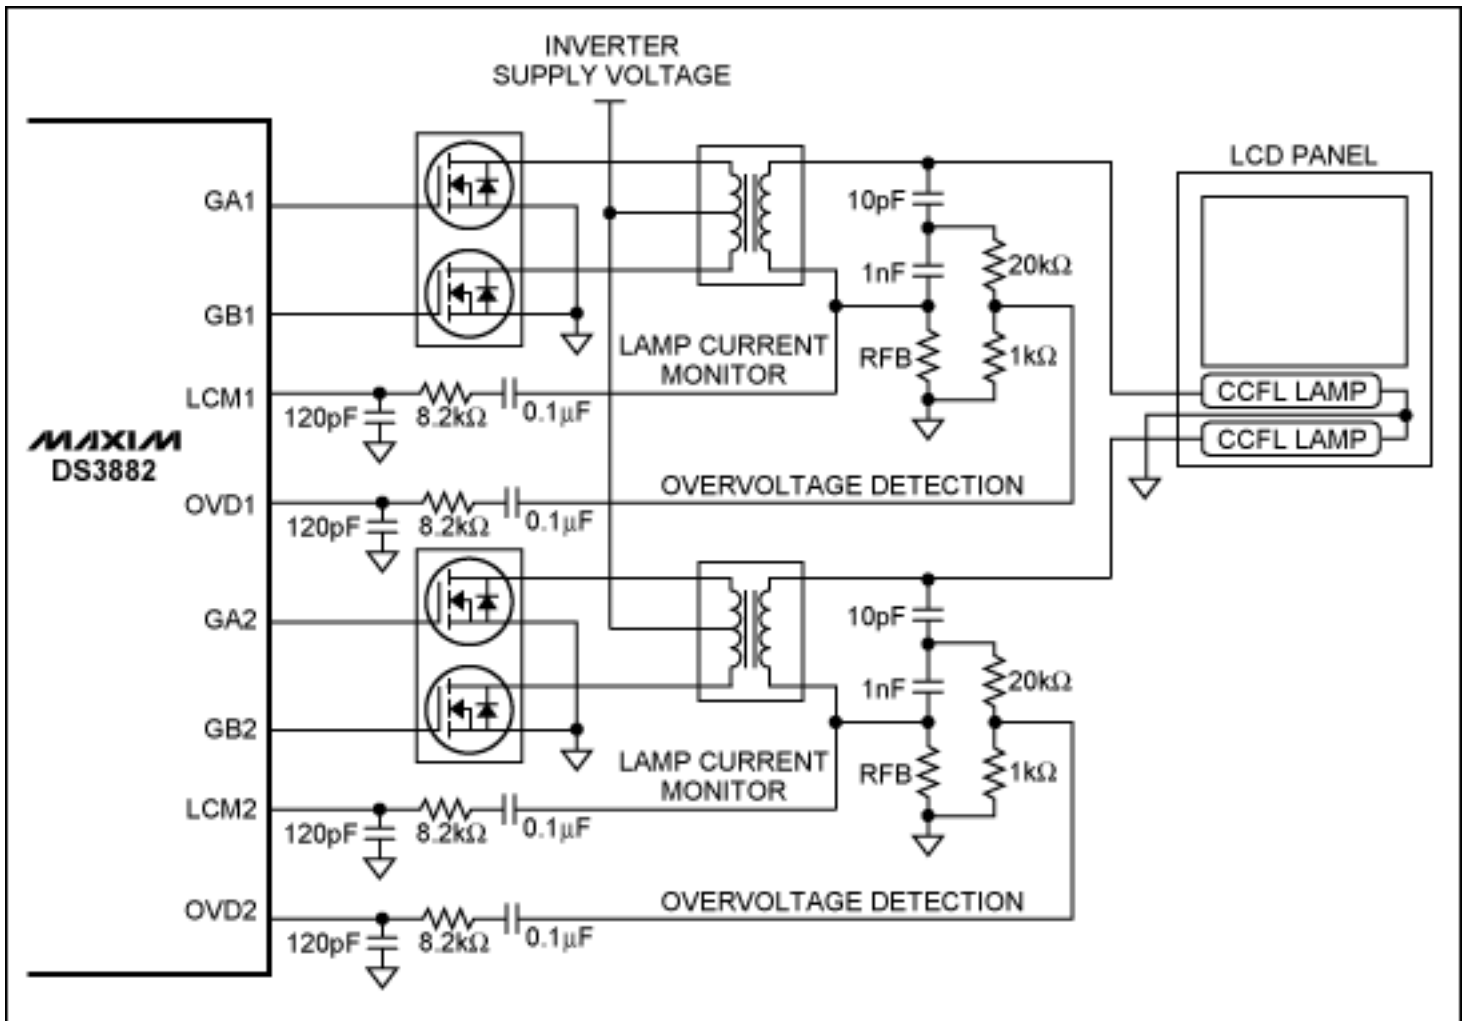 INVERTER
SUPPLY VOLTAGE
LCD PANEL
GA1
10pF
1nF
20kΩ
GB1
LAMP CURRENT
MONITOR
RFB
1kΩ
LCM1
120pF
8.2kΩ
0.1µF
CCFL LAMP
CCFL LAMP
MAXIM
DS3882
OVERVOLTAGE DETECTION
OVD1
120pF
8.2kΩ
0.1µF
GA2
10pF
1nF
20kΩ
GB2
LAMP CURRENT
MONITOR
RFB
1kΩ
LCM2
120pF
8.2kΩ
0.1µF
OVERVOLTAGE DETECTION
OVD2
120pF
8.2kΩ
0.1µF